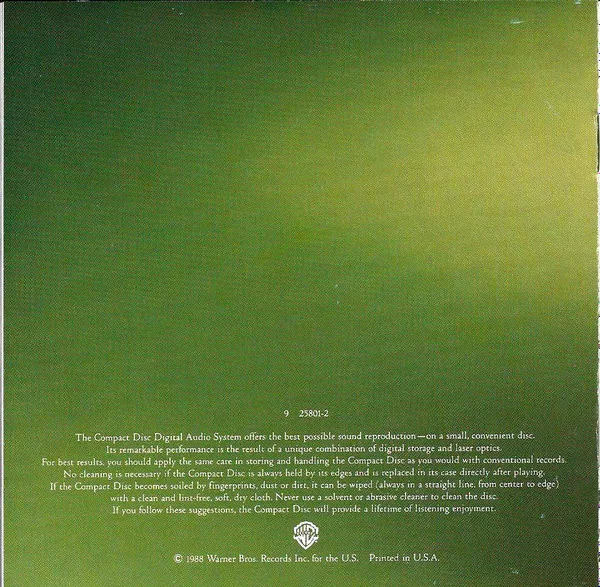 9 25801-2
The Compact Disc Digital Audio System offers the best possible sound reproduction—on a small, convenient disc.
Its remarkable performance is the result of a unique combination of digital storage and laser optics.
For best results, you should apply the same care in storing and handling the Compact Disc as you would with conventional records.
No cleaning is necessary if the Compact Disc is always held by its edges and is replaced in its case directly after playing.
If the Compact Disc becomes soiled by fingerprints, dust or dirt, it can be wiped (always in a straight line, from center to edge)
with a clean and lint-free, soft, dry cloth. Never use a solvent or abrasive cleaner to clean the disc.
If you follow these suggestions, the Compact Disc will provide a lifetime of listening enjoyment.
© 1988 Warner Bros. Records Inc. for the U.S. Printed in U.S.A.